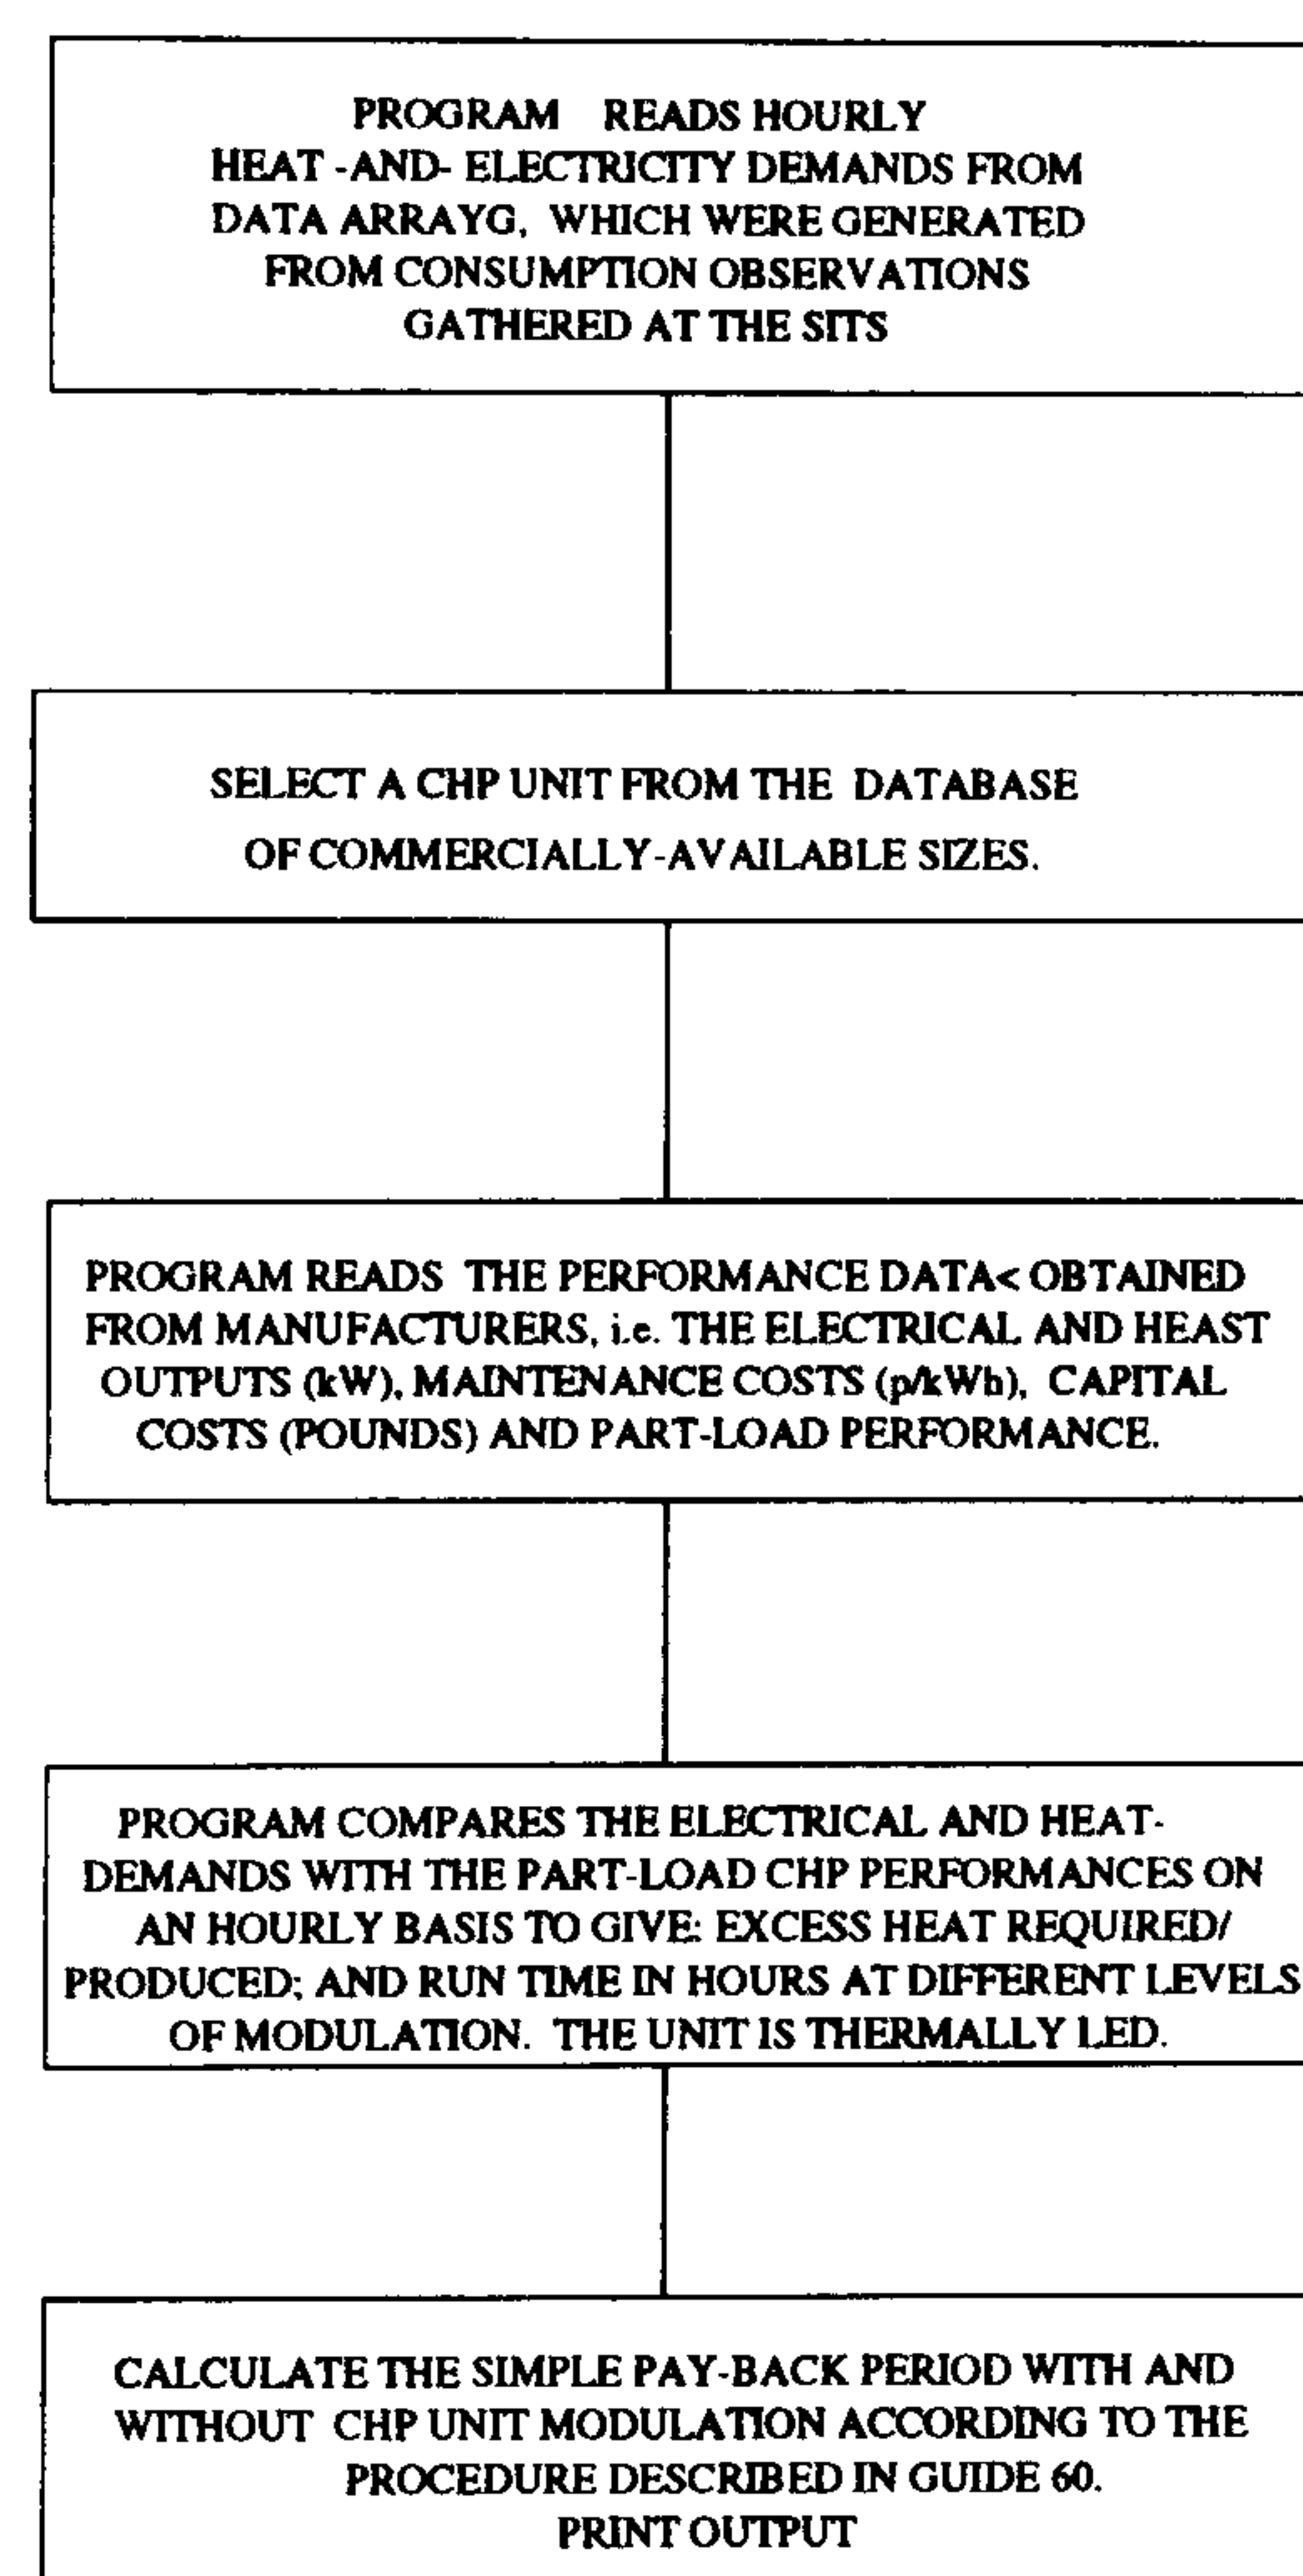 PROGRAM READS HOURLY
HEAT -AND- ELECTRICITY DEMANDS FROM
DATA ARRAYG, WHICH WERE GENERATED
FROM CONSUMPTION OBSERVATIONS
GATHERED AT THE SITS
SELECT A CHP UNIT FROM THE DATABASE
OF COMMERCIALLY-AVAILABLE SIZES.
PROGRAM READS THE PERFORMANCE DATA< OBTAINED
FROM MANUFACTURERS, i.e. THE ELECTRICAL AND HEAST
OUTPUTS (kW), MAINTENANCE COSTS (p/kWh), CAPITAL
COSTS (POUNDS) AND PART-LOAD PERFORMANCE.
PROGRAM COMPARES THE ELECTRICAL AND HEAT-
DEMANDS WITH THE PART-LOAD CHP PERFORMANCES ON
AN HOURLY BASIS TO GIVE: EXCESS HEAT REQUIRED/
PRODUCED; AND RUN TIME IN HOURS AT DIFFERENT LEVELS
OF MODULATION. THE UNIT IS THERMALLY LED.
CALCULATE THE SIMPLE PAY-BACK PERIOD WITH AND
WITHOUT CHP UNIT MODULATION ACCORDING TO THE
PROCEDURE DESCRIBED IN GUIDE 60.
PRINT OUTPUT